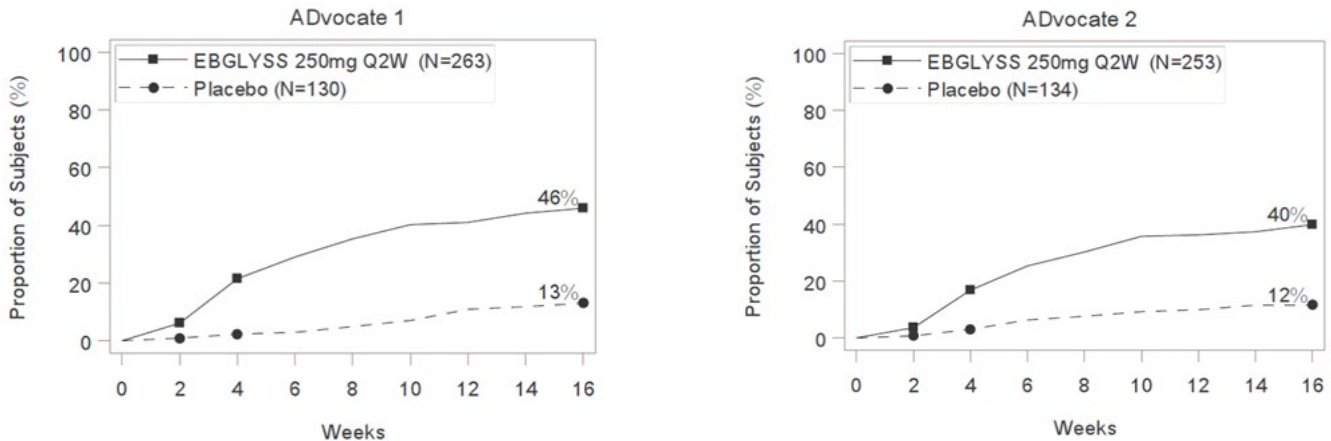 ADvocate 1
EBGLYSS 250mg Q2W (N=263)
Placebo (N=130)
Proportion of Subjects (%)
100
80
60
40
20
0
46%
13%
0 2 4 6 8 10 12 14 16
Weeks
ADvocate 2
EBGLYSS 250mg Q2W (N=253)
Placebo (N=134)
Proportion of Subjects (%)
100
80
60
40
20
0
40%
12%
0 2 4 6 8 10 12 14 16
Weeks